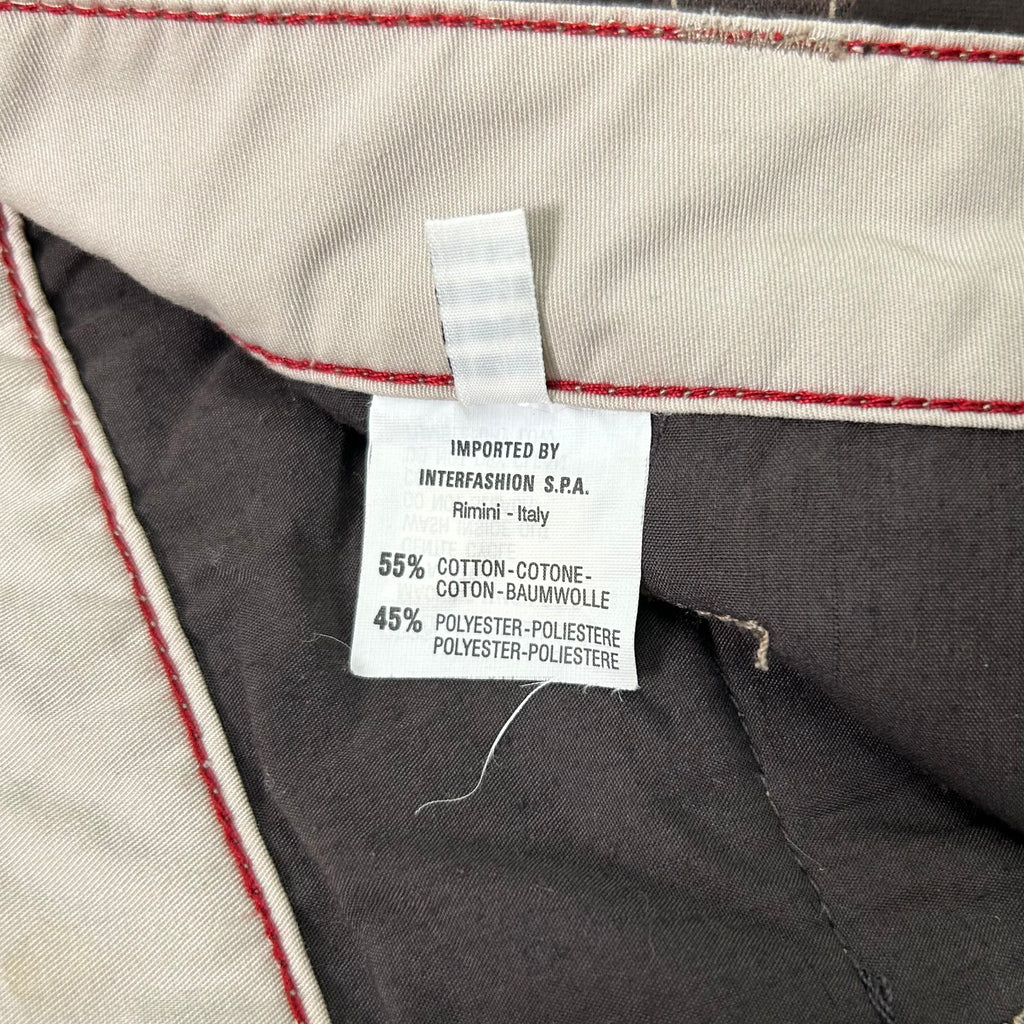 IMPORTED BY
INTERFASHION S.P.A.
Rimini - Italy
55% COTTON-COTONE-
COTON-BAUMWOLLE
45% POLYESTER-POLIESTERE
POLYESTER-POLIESTERE